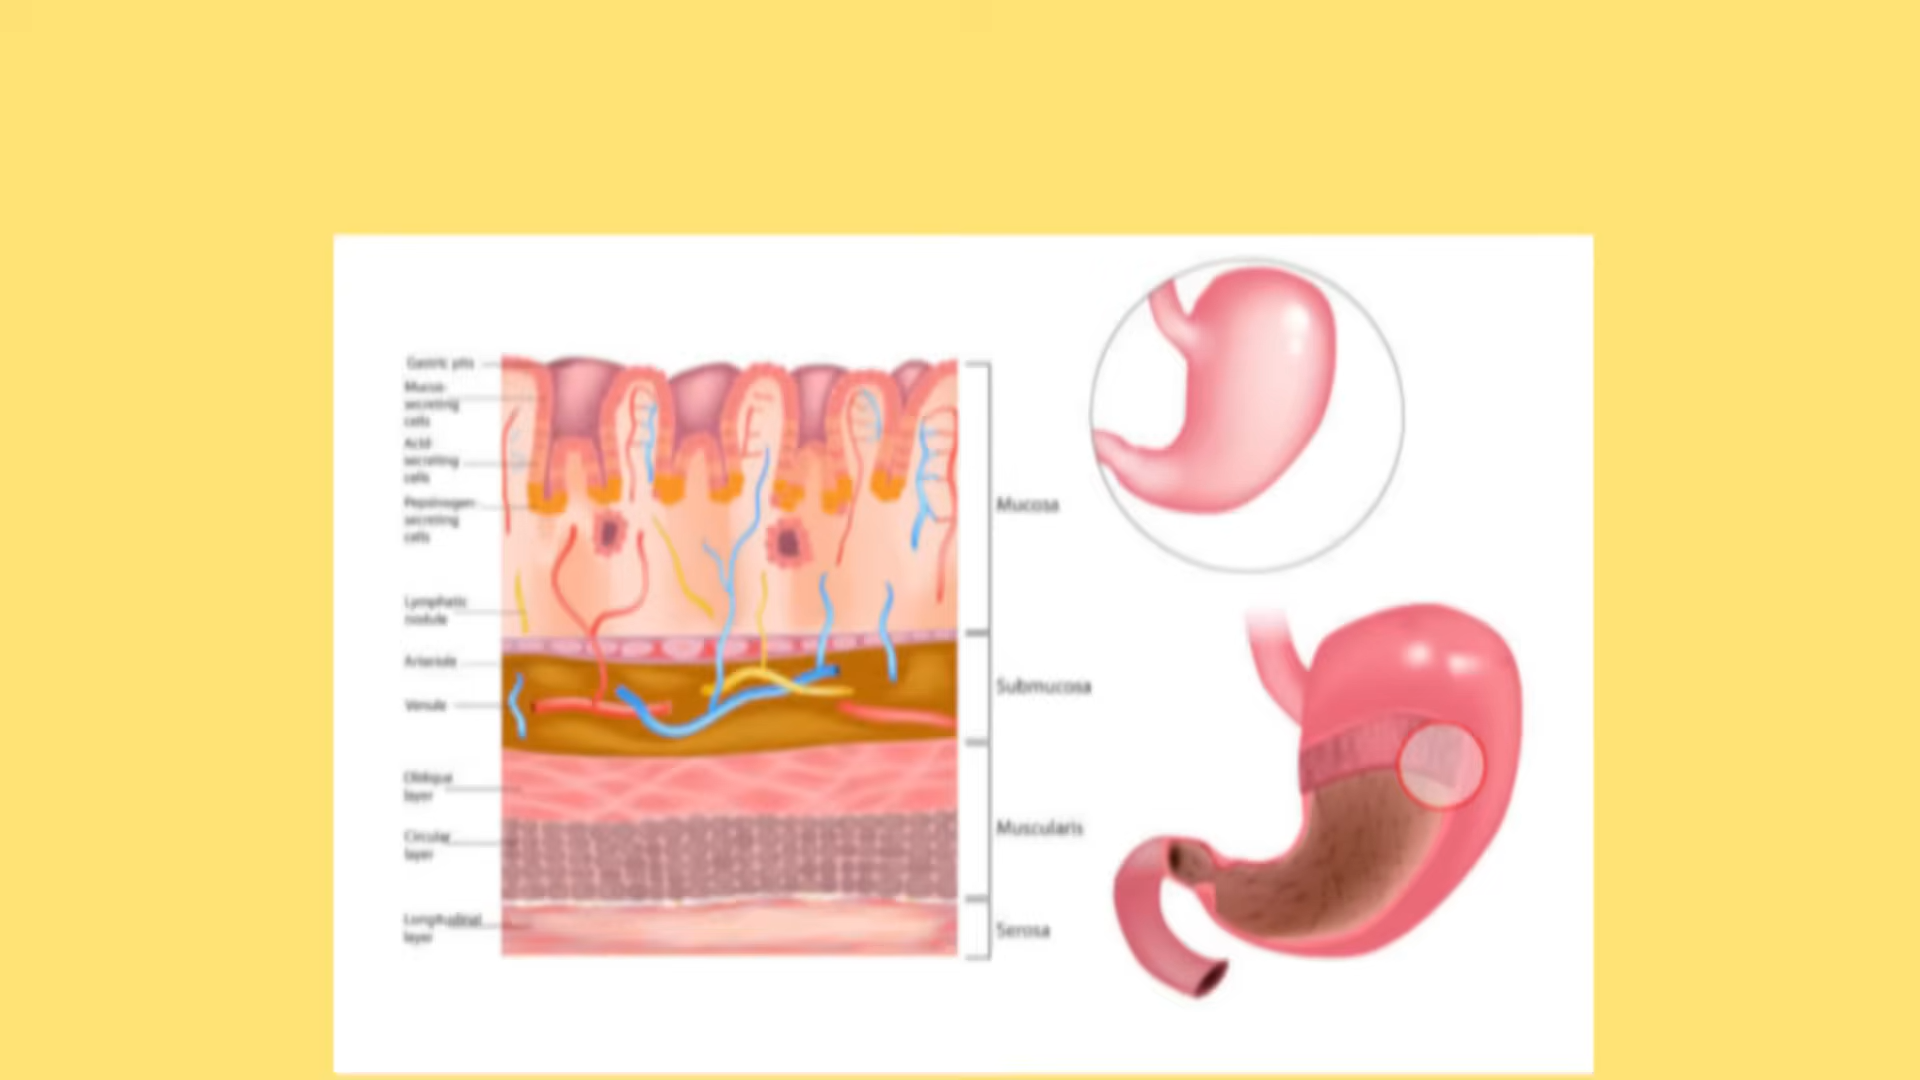 Gastric pits
Mucus-
secreting
cells
Acid
secreting
cells
Pepsinogen-
secreting
cells
Lymphatic
nodule
Arteriole
Venule
Oblique
layer
Circular
layer
Longitudinal
layer
Mucosa
Submucosa
Muscularis
Serosa